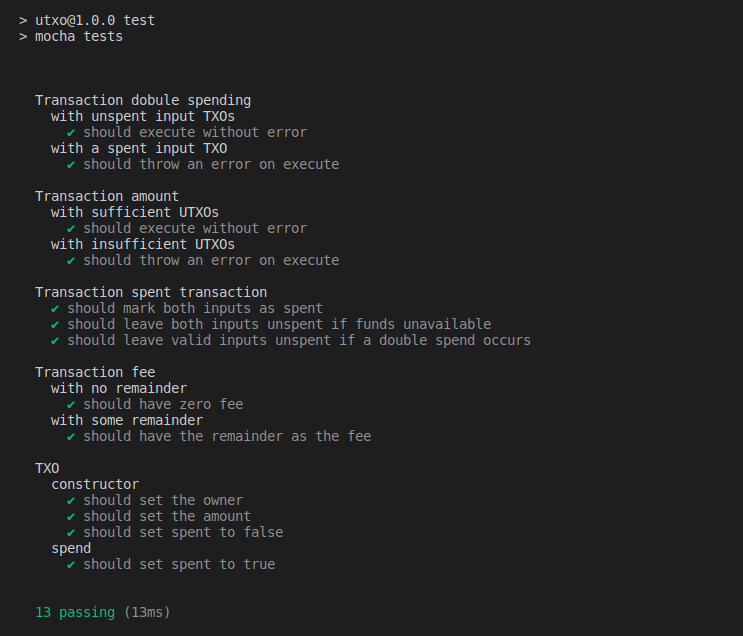 > utxo@1.0.0 test
> mocha tests
Transaction dobule spending
with unspent input TXOs
✔ should execute without error
with a spent input TXO
✔ should throw an error on execute
Transaction amount
with sufficient UTXOs
✔ should execute without error
with insufficient UTXOs
✔ should throw an error on execute
Transaction spent transaction
✔ should mark both inputs as spent
✔ should leave both inputs unspent if funds unavailable
✔ should leave valid inputs unspent if a double spend occurs
Transaction fee
with no remainder
✔ should have zero fee
with some remainder
✔ should have the remainder as the fee
TXO
constructor
✔ should set the owner
✔ should set the amount
✔ should set spent to false
spend
✔ should set spent to true
13 passing (13ms)